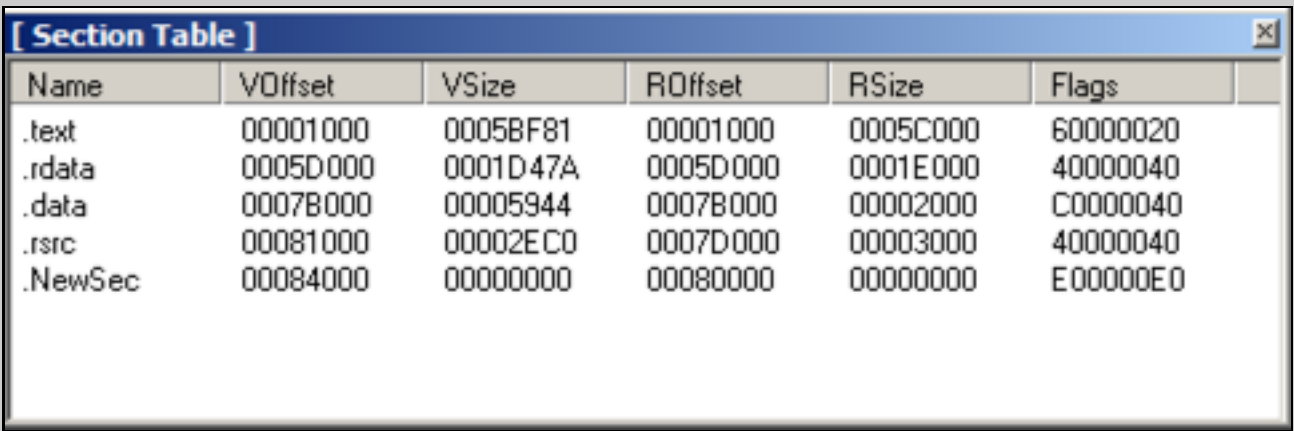 [ Section Table ]
Name VOffset VSize ROffset RSize Flags
.text 00001000 0005BF81 00001000 0005C000 60000020
.rdata 0005D000 0001D47A 0005D000 0001E000 40000040
.data 0007B000 00005944 0007B000 00002000 C0000040
.rsrc 00081000 00002EC0 0007D000 00003000 40000040
.NewSec 00084000 00000000 00080000 00000000 E00000E0